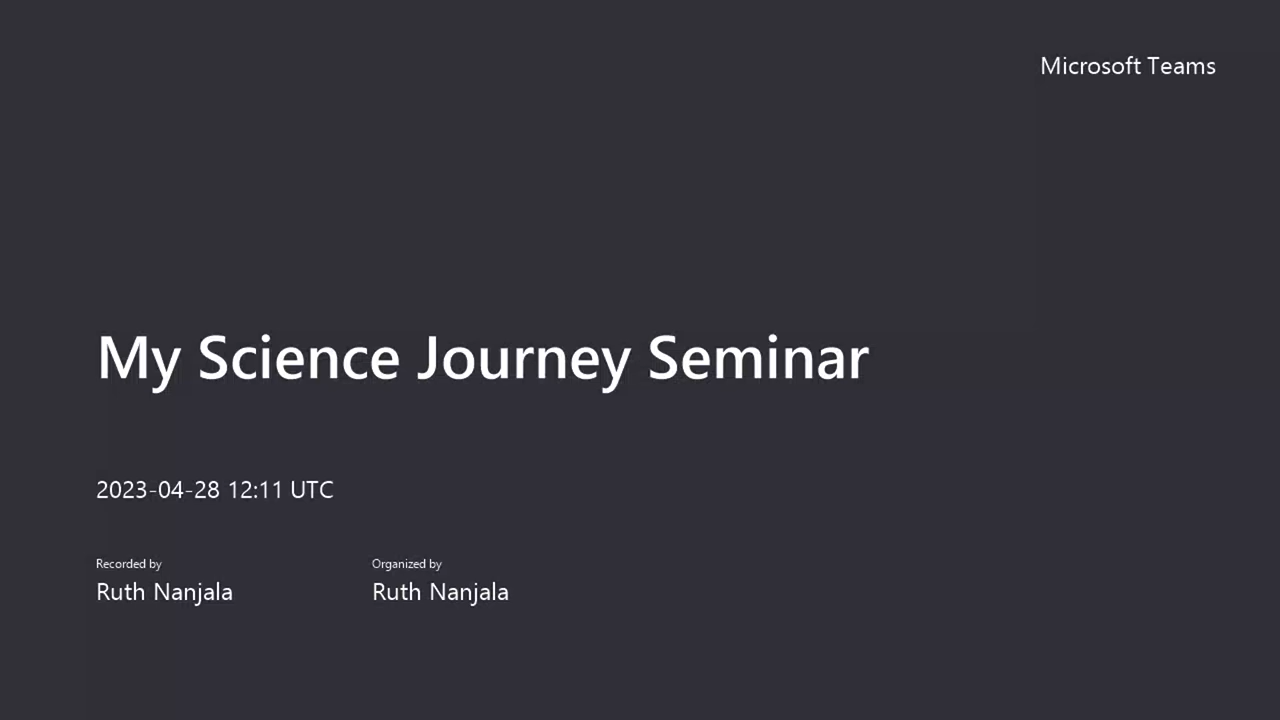 Microsoft Teams
My Science Journey Seminar
2023-04-28 12:11 UTC
Recorded by
Ruth Nanjala
Organized by
Ruth Nanjala